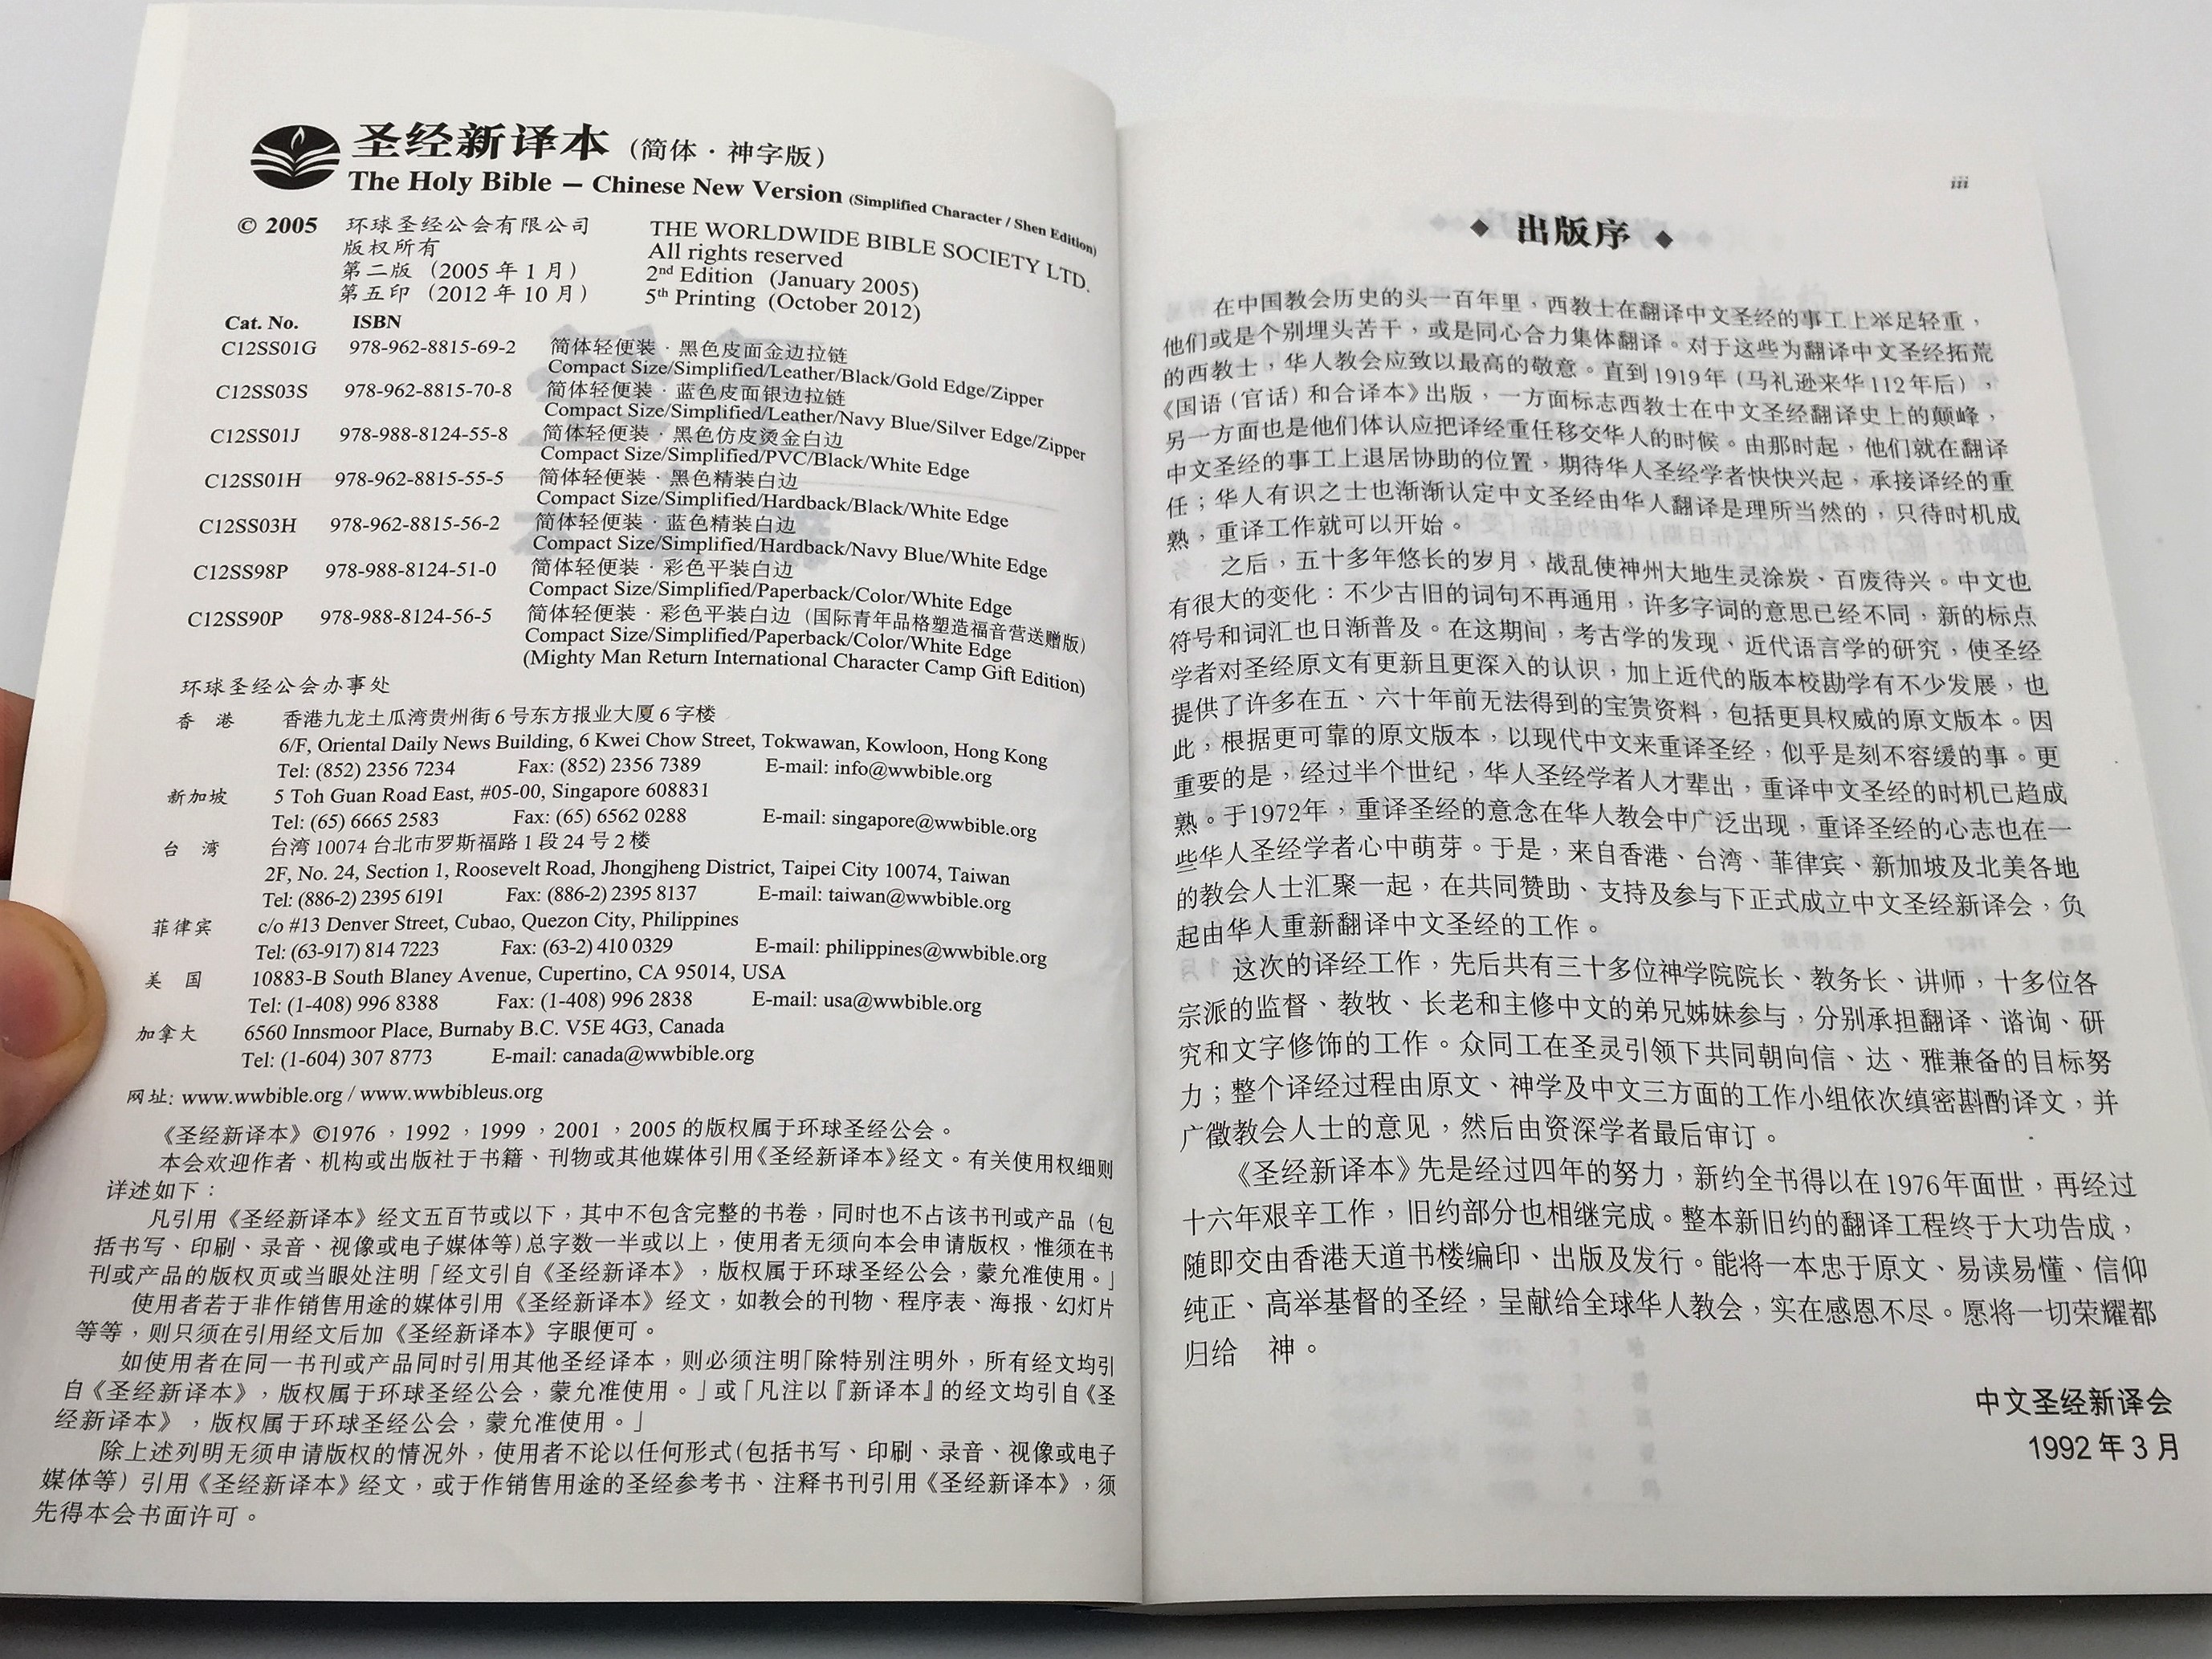 圣经新译本（简体·神字版）
The Holy Bible – Chinese New Version (Simplified Character / Shen Edition)
© 2005 环球圣经公会有限公司 THE WORLDWIDE BIBLE SOCIETY LTD.
版权所有 All rights reserved
第二版（2005年1月） 2nd Edition (January 2005)
第五印（2012年10月） 5th Printing (October 2012)
Cat. No. ISBN
C12SS01G 978-962-8815-69-2 简体轻便装·黑色皮面金边拉链
Compact Size/Simplified/Leather/Black/Gold Edge/Zipper
C12SS03S 978-962-8815-70-8 简体轻便装·蓝色皮面银边拉链
Compact Size/Simplified/Leather/Navy Blue/Silver Edge/Zipper
C12SS01J 978-988-8124-55-8 简体轻便装·黑色仿皮烫金白边
Compact Size/Simplified/PVC/Black/White Edge
C12SS01H 978-962-8815-55-5 简体轻便装·黑色精装白边
Compact Size/Simplified/Hardback/Black/White Edge
C12SS03H 978-962-8815-56-2 简体轻便装·蓝色精装白边
Compact Size/Simplified/Hardback/Navy Blue/White Edge
C12SS98P 978-988-8124-51-0 简体轻便装·彩色平装白边
Compact Size/Simplified/Paperback/Color/White Edge
C12SS90P 978-988-8124-56-5 简体轻便装·彩色平装白边（国际青年品格塑造福音营送赠版）
Compact Size/Simplified/Paperback/Color/White Edge
(Mighty Man Return International Character Camp Gift Edition)
环球圣经公会办事处
香 港 香港九龙土瓜湾贵州街6号东方报业大厦6字楼
6/F, Oriental Daily News Building, 6 Kwei Chow Street, Tokwawan, Kowloon, Hong Kong
Tel: (852) 2356 7234 Fax: (852) 2356 7389 E-mail: info@wwbible.org
新加坡 5 Toh Guan Road East, #05-00, Singapore 608831
Tel: (65) 6665 2583 Fax: (65) 6562 0288 E-mail: singapore@wwbible.org
台 湾 台湾10074台北市罗斯福路1段24号2楼
2F, No. 24, Section 1, Roosevelt Road, Jhongjheng District, Taipei City 10074, Taiwan
Tel: (886-2) 2395 6191 Fax: (886-2) 2395 8137 E-mail: taiwan@wwbible.org
菲律宾 c/o #13 Denver Street, Cubao, Quezon City, Philippines
Tel: (63-917) 814 7223 Fax: (63-2) 410 0329 E-mail: philippines@wwbible.org
美 国 10883-B South Blaney Avenue, Cupertino, CA 95014, USA
Tel: (1-408) 996 8388 Fax: (1-408) 996 2838 E-mail: usa@wwbible.org
加拿大 6560 Innsmoor Place, Burnaby B.C. V5E 4G3, Canada
Tel: (1-604) 307 8773 E-mail: canada@wwbible.org
网址: www.wwbible.org / www.wwbibleus.org
《圣经新译本》©1976，1992，1999，2001，2005的版权属于环球圣经公会。
本会欢迎作者、机构或出版社于书籍、刊物或其他媒体引用《圣经新译本》经文。有关使用权细则
详述如下：
凡引用《圣经新译本》经文五百节或以下，其中不包含完整的书卷，同时也不占该书刊或产品（包
括书写、印刷、录音、视像或电子媒体等）总字数一半或以上，使用者无须向本会申请版权，惟须在书
刊或产品的版权页或当眼处注明「经文引自《圣经新译本》，版权属于环球圣经公会，蒙允准使用。」
使用者若于非作销售用途的媒体引用《圣经新译本》经文，如教会的刊物、程序表、海报、幻灯片
等等，则只须在引用经文后加《圣经新译本》字眼便可。
如使用者在同一书刊或产品同时引用其他圣经译本，则必须注明「除特别注明外，所有经文均引
自《圣经新译本》，版权属于环球圣经公会，蒙允准使用。」或「凡注以『新译本』的经文均引自《圣
经新译本》，版权属于环球圣经公会，蒙允准使用。」
除上述列明无须申请版权的情况外，使用者不论以任何形式（包括书写、印刷、录音、视像或电子
媒体等）引用《圣经新译本》经文，或于作销售用途的圣经参考书、注释书刊引用《圣经新译本》，须
先得本会书面许可。
iii
◆ 出版序 ◆
在中国教会历史的头一百年里，西教士在翻译中文圣经的事工上举足轻重，
他们或是个别埋头苦干，或是同心合力集体翻译。对于这些为翻译中文圣经拓荒
的西教士，华人教会应致以最高的敬意。直到1919年（马礼逊来华112年后），
《国语（官话）和合译本》出版，一方面标志西教士在中文圣经翻译史上的颠峰，
另一方面也是他们体认应把译经重任移交华人的时候。由那时起，他们就在翻译
中文圣经的事工上退居协助的位置，期待华人圣经学者快快兴起，承接译经的重
任；华人有识之士也渐渐认定中文圣经由华人翻译是理所当然的，只待时机成
熟，重译工作就可以开始。
之后，五十多年悠长的岁月，战乱使神州大地生灵涂炭、百废待兴。中文也
有很大的变化：不少古旧的词句不再通用，许多字词的意思已经不同，新的标点
符号和词汇也日渐普及。在这期间，考古学的发现、近代语言学的研究，使圣经
学者对圣经原文有更新且更深入的认识，加上近代的版本校勘学有不少发展，也
提供了许多在五、六十年前无法得到的宝贵资料，包括更具权威的原文版本。因
此，根据更可靠的原文版本，以现代中文来重译圣经，似乎是刻不容缓的事。更
重要的是，经过半个世纪，华人圣经学者人才辈出，重译中文圣经的时机已趋成
熟。于1972年，重译圣经的意念在华人教会中广泛出现，重译圣经的心志也在一
些华人圣经学者心中萌芽。于是，来自香港、台湾、菲律宾、新加坡及北美各地
的教会人士汇聚一起，在共同赞助、支持及参与下正式成立中文圣经新译会，负
起由华人重新翻译中文圣经的工作。
这次的译经工作，先后共有三十多位神学院院长、教务长、讲师，十多位各
宗派的监督、教牧、长老和主修中文的弟兄姊妹参与，分别承担翻译、谘询、研
究和文字修饰的工作。众同工在圣灵引领下共同朝向信、达、雅兼备的目标努
力；整个译经过程由原文、神学及中文三方面的工作小组依次缜密斟酌译文，并
广徵教会人士的意见，然后由资深学者最后审订。
《圣经新译本》先是经过四年的努力，新约全书得以在1976年面世，再经过
十六年艰辛工作，旧约部分也相继完成。整本新旧约的翻译工程终于大功告成，
随即交由香港天道书楼编印、出版及发行。能将一本忠于原文、易读易懂、信仰
纯正、高举基督的圣经，呈献给全球华人教会，实在感恩不尽。愿将一切荣耀都
归给 神。
中文圣经新译会
1992年3月